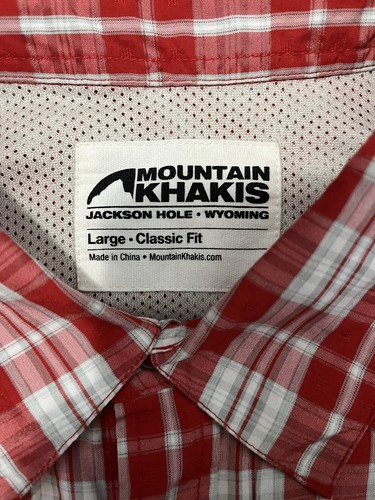 MOUNTAIN
KHAKIS
JACKSON HOLE • WYOMING
Large • Classic Fit
Made in China • MountainKhakis.com